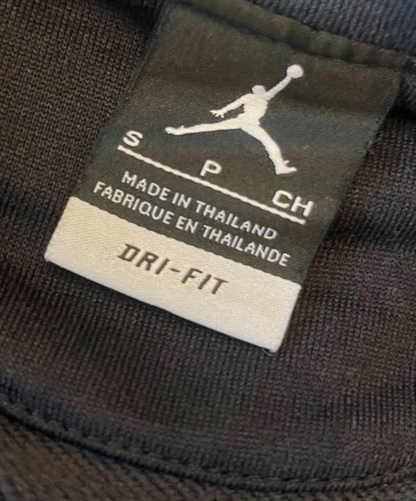 S P CH
MADE IN THAILAND
FABRIQUE EN THAILANDE
DRI-FIT